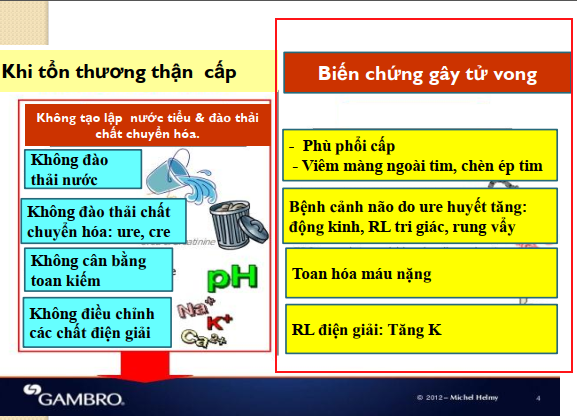 Khi tổn thương thận cấp
Không tạo lập nước tiểu & đào thải
chất chuyển hóa.
Không đào
thải nước
Không đào thải chất
chuyển hóa: ure, cre
Không cân bằng
toan kiếm
Không điều chỉnh
các chất điện giải
eatinine
pH
Na+
K+
Ca2+
Biến chứng gây tử vong
- Phù phổi cấp
- Viêm màng ngoài tim, chèn ép tim
Bệnh cảnh não do ure huyết tăng:
động kinh, RL tri giác, rung vẩy
Toan hóa máu nặng
RL điện giải: Tăng K
GAMBRO.
© 2012 – Michel Helmy
4